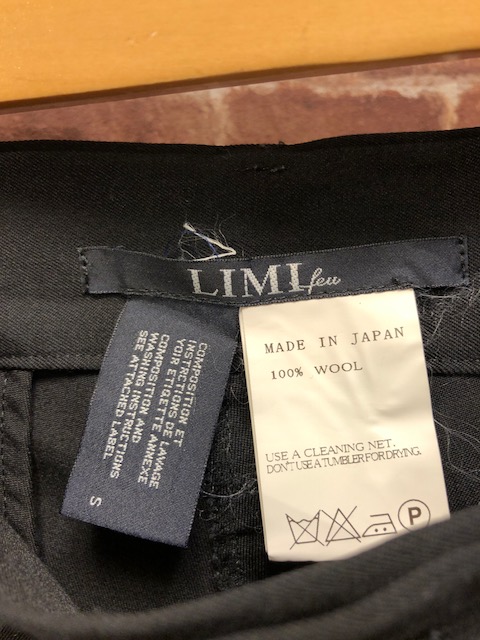 LIMI feu
COMPOSITION ET
INSTRUCTIONS DE LAVAGE
VOIR ETIQUETTE ANNEXE
COMPOSITION AND
WASHING INSTRUCTIONS
SEE ATTACHED LABEL
S
MADE IN JAPAN
100% WOOL
USE A CLEANING NET.
DON'T USE A TUMBLER FOR DRYING.
P